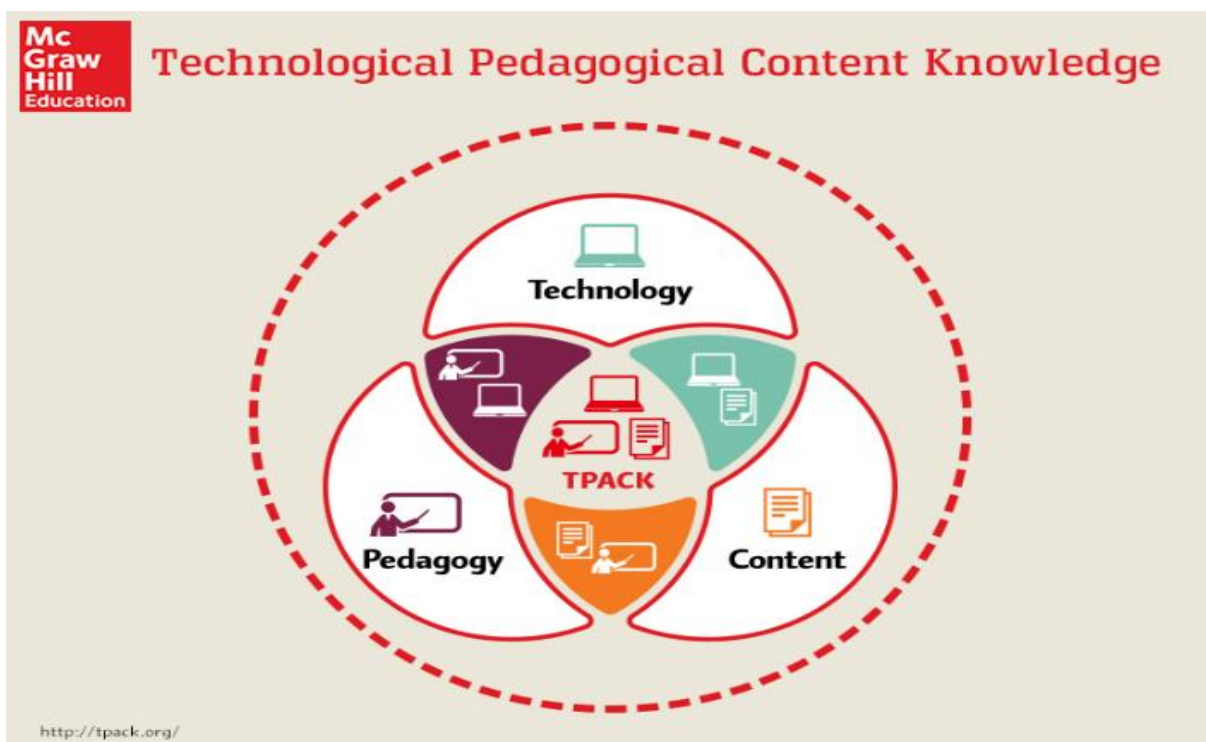 Mc
Graw
Hill
Education
Technological Pedagogical Content Knowledge
Technology
TPACK
Pedagogy
Content
http://tpack.org/